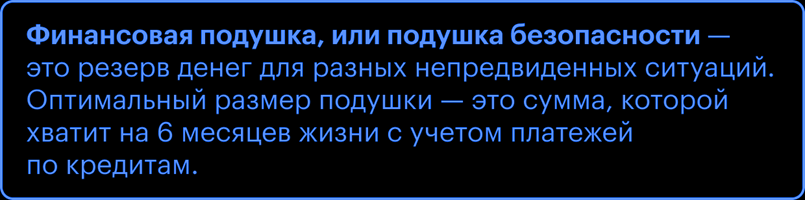 Финансовая подушка, или подушка безопасности —
это резерв денег для разных непредвиденных ситуаций.
Оптимальный размер подушки — это сумма, которой
хватит на 6 месяцев жизни с учетом платежей
по кредитам.